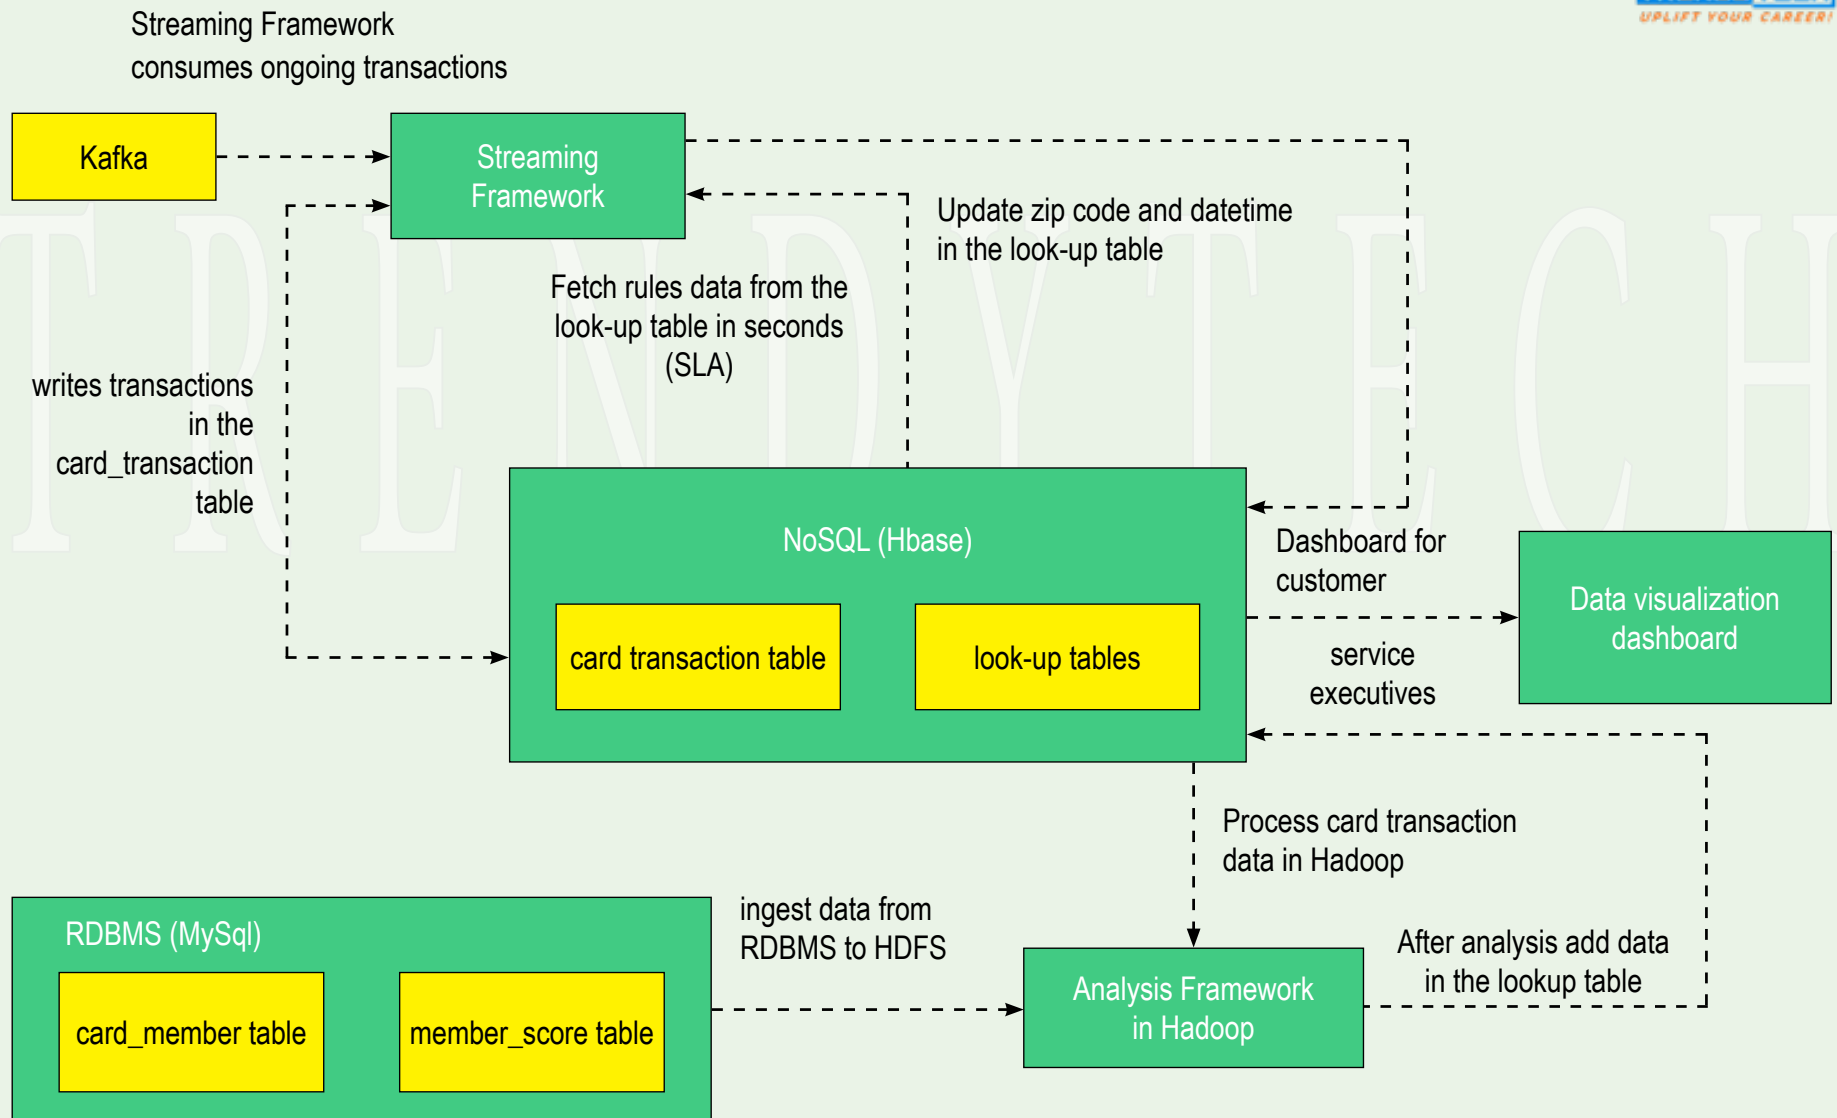 UPLIFT YOUR CAREER!
Streaming Framework
consumes ongoing transactions
Kafka
Streaming
Framework
Update zip code and datetime
in the look-up table
Fetch rules data from the
look-up table in seconds
(SLA)
writes transactions
in the
card_transaction
table
TRENDYTECH
NoSQL (Hbase)
card transaction table
look-up tables
Dashboard for
customer
service
executives
Data visualization
dashboard
Process card transaction
data in Hadoop
RDBMS (MySql)
card_member table
member_score table
ingest data from
RDBMS to HDFS
Analysis Framework
in Hadoop
After analysis add data
in the lookup table